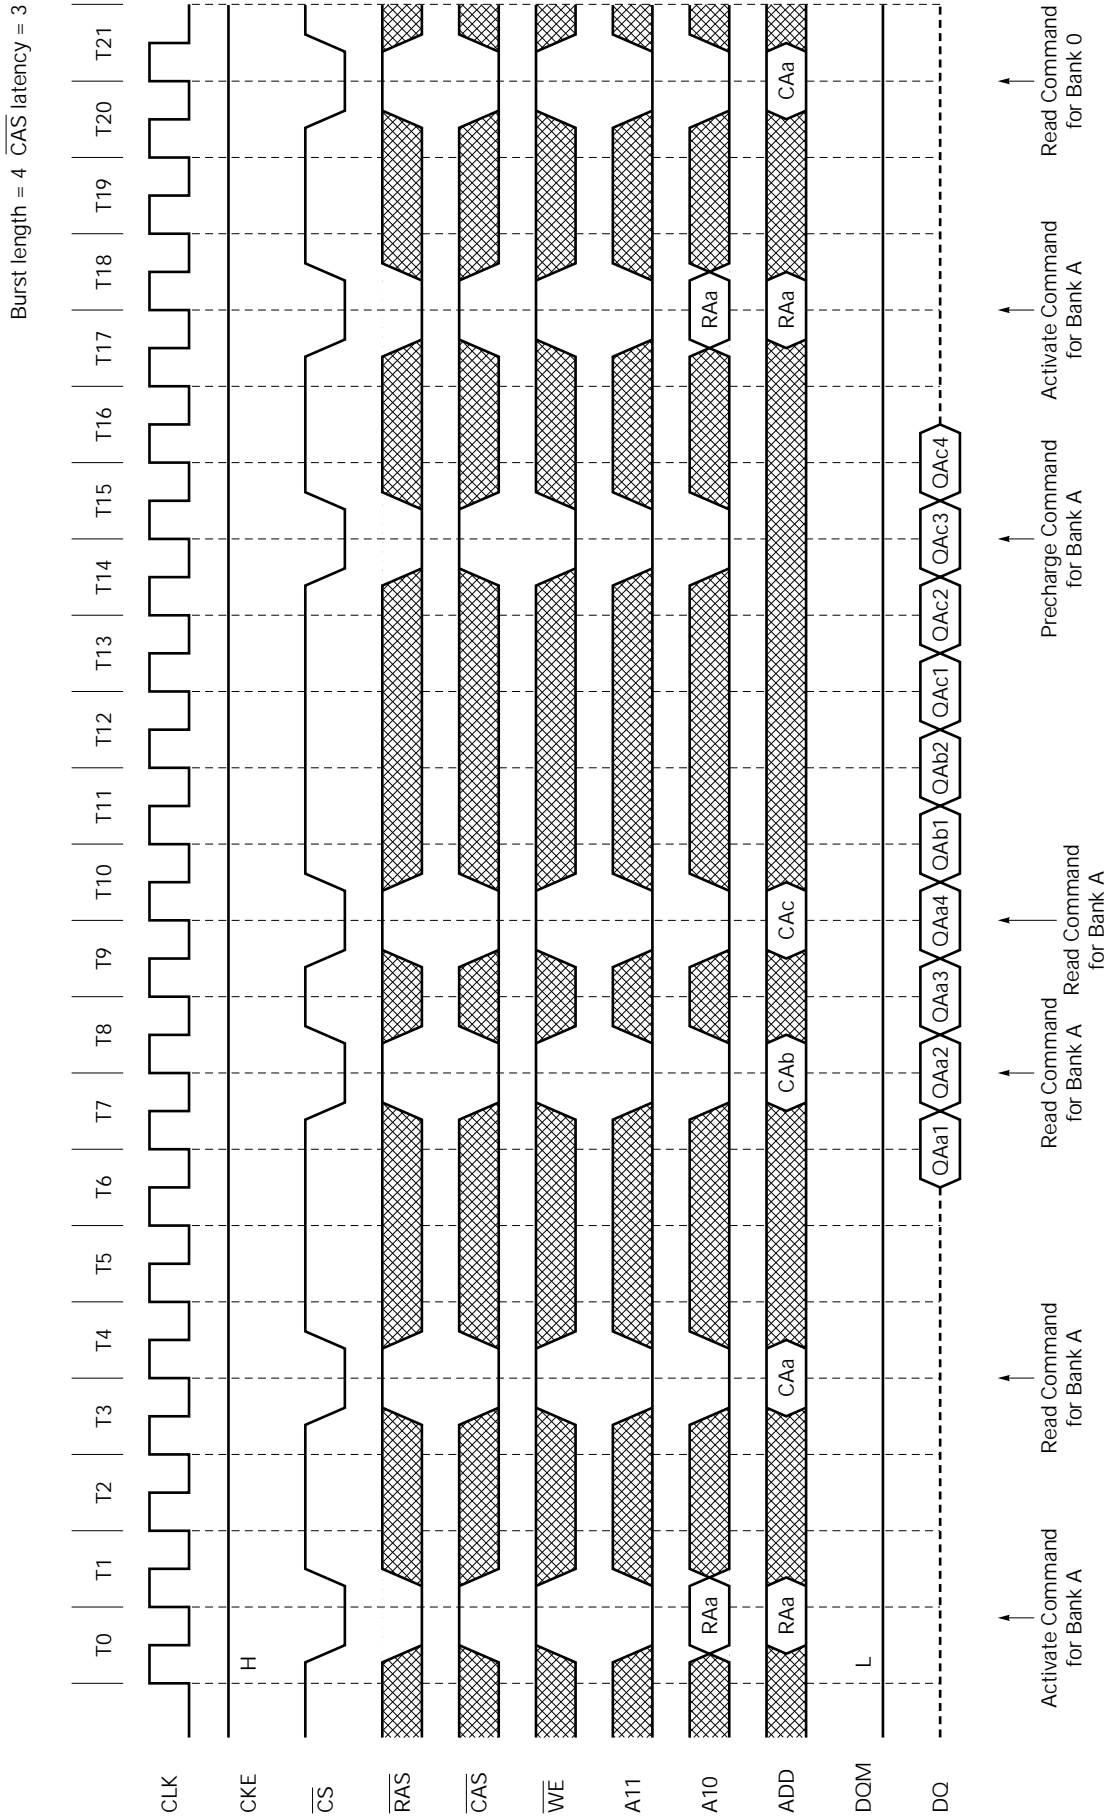 Burst length = 4 CAS latency = 3
T0 T1 T2 T3 T4 T5 T6 T7 T8 T9 T10 T11 T12 T13 T14 T15 T16 T17 T18 T19 T20 T21
CLK
CKE
H
CS
RAS
CAS
WE
A11
A10
RAa RAa
ADD
RAa CAa CAb CAc RAa CAa
DQM
L
DQ
QAa1 QAa2 QAa3 QAa4 QAb1 QAb2 QAc1 QAc2 QAc3 QAc4
Activate Command
for Bank A
Read Command
for Bank A
Read Command
for Bank A
Read Command
for Bank A
Precharge Command
for Bank A
Activate Command
for Bank A
Read Command
for Bank 0